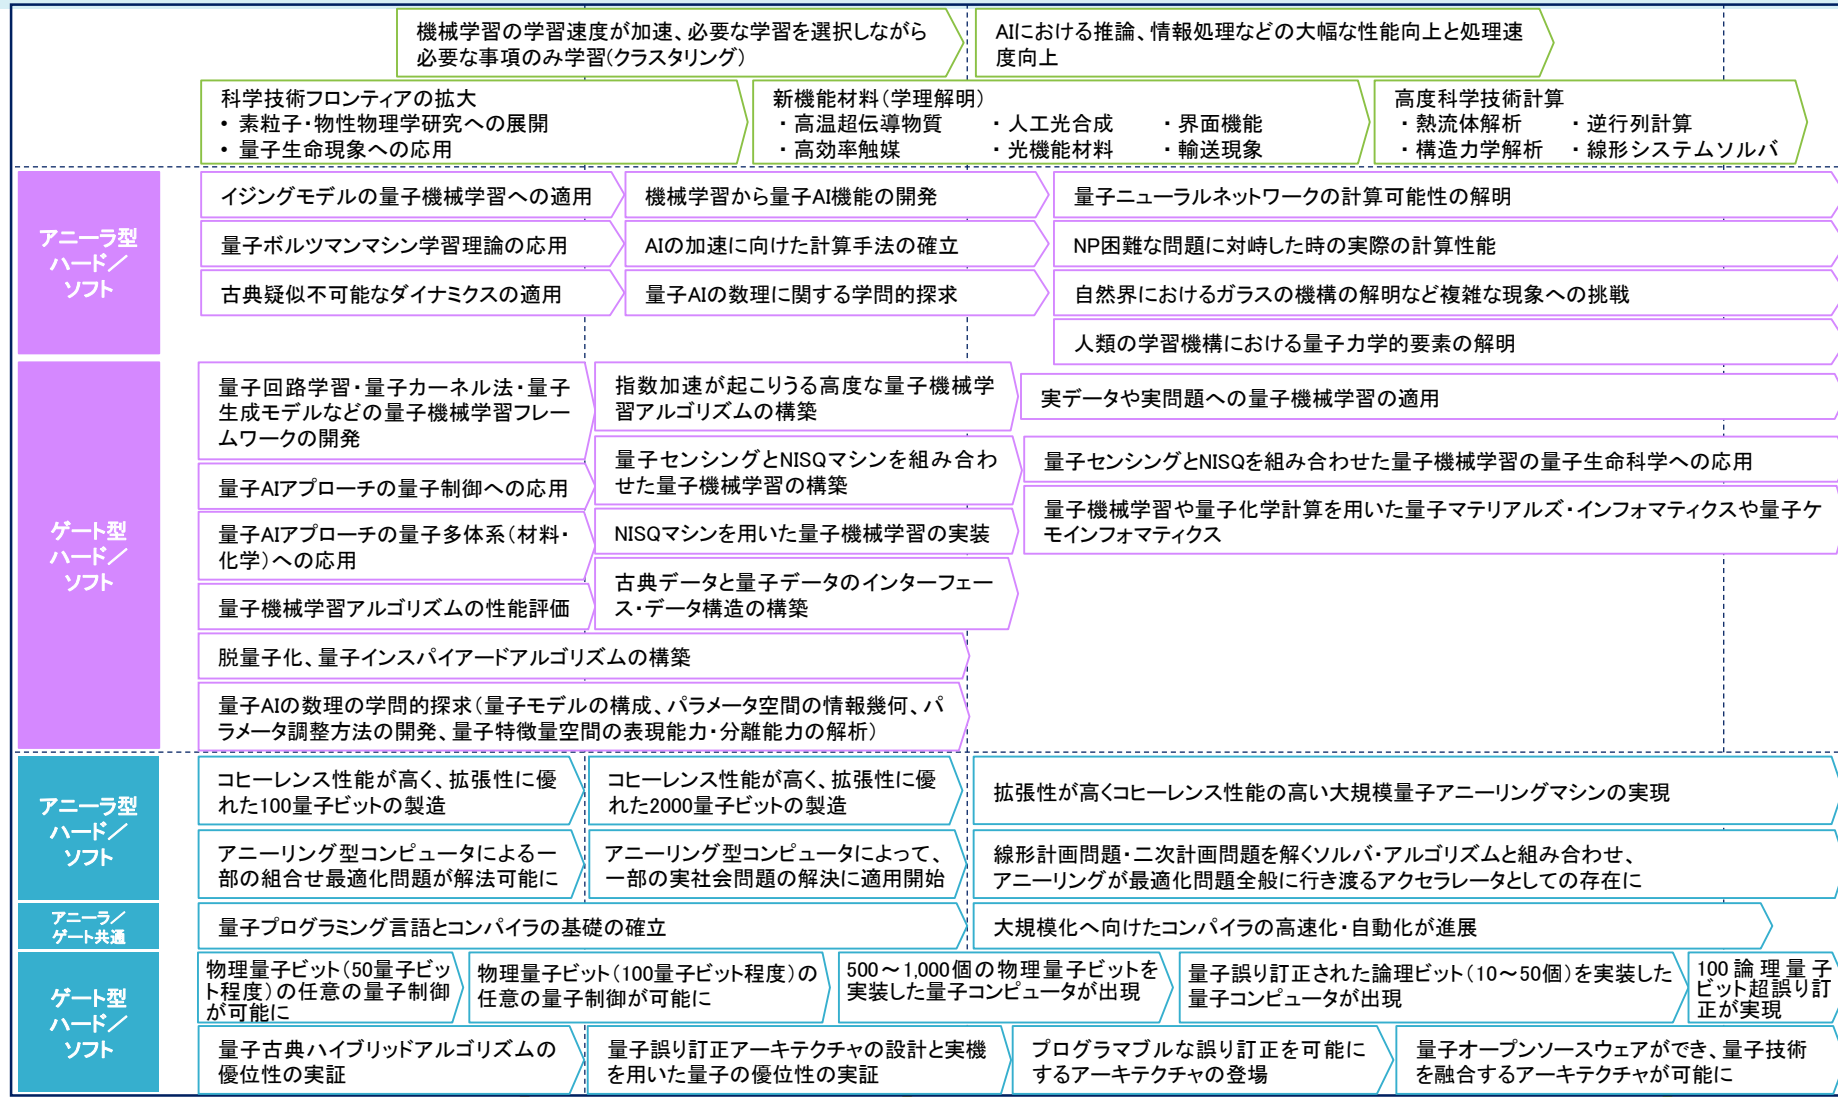 機械学習の学習速度が加速、必要な学習を選択しながら
必要な事項のみ学習(クラスタリング)
AIにおける推論、情報処理などの大幅な性能向上と処理速
度向上
科学技術フロンティアの拡大
• 素粒子・物性物理学研究への展開
• 量子生命現象への応用
新機能材料(学理解明)
・高温超伝導物質 ・人工光合成 ・界面機能
・高効率触媒 ・光機能材料 ・輸送現象
高度科学技術計算
・熱流体解析 ・逆行列計算
・構造力学解析 ・線形システムソルバ
アニーラ型
ハード/
ソフト
イジングモデルの量子機械学習への適用
機械学習から量子AI機能の開発
量子ニューラルネットワークの計算可能性の解明
量子ボルツマンマシン学習理論の応用
AIの加速に向けた計算手法の確立
NP困難な問題に対峙した時の実際の計算性能
古典疑似不可能なダイナミクスの適用
量子AIの数理に関する学問的探求
自然界におけるガラスの機構の解明など複雑な現象への挑戦
人類の学習機構における量子力学的要素の解明
ゲート型
ハード/
ソフト
量子回路学習・量子カーネル法・量子
生成モデルなどの量子機械学習フレー
ムワークの開発
指数加速が起こりうる高度な量子機械学
習アルゴリズムの構築
実データや実問題への量子機械学習の適用
量子AIアプローチの量子制御への応用
量子センシングとNISQマシンを組み合わ
せた量子機械学習の構築
量子センシングとNISQを組み合わせた量子機械学習の量子生命科学への応用
量子AIアプローチの量子多体系(材料・
化学)への応用
NISQマシンを用いた量子機械学習の実装
量子機械学習や量子化学計算を用いた量子マテリアルズ・インフォマティクスや量子ケ
モインフォマティクス
量子機械学習アルゴリズムの性能評価
古典データと量子データのインターフェー
ス・データ構造の構築
脱量子化、量子インスパイアードアルゴリズムの構築
量子AIの数理の学問的探求(量子モデルの構成、パラメータ空間の情報幾何、パ
ラメータ調整方法の開発、量子特徴量空間の表現能力・分離能力の解析)
アニーラ型
ハード/
ソフト
コヒーレンス性能が高く、拡張性に優
れた100量子ビットの製造
コヒーレンス性能が高く、拡張性に優
れた2000量子ビットの製造
拡張性が高くコヒーレンス性能の高い大規模量子アニーリングマシンの実現
アニーリング型コンピュータによる一
部の組合せ最適化問題が解法可能に
アニーリング型コンピュータによって、
一部の実社会問題の解決に適用開始
線形計画問題・二次計画問題を解くソルバ・アルゴリズムと組み合わせ、
アニーリングが最適化問題全般に行き渡るアクセラレータとしての存在に
アニーラ/
ゲート共通
量子プログラミング言語とコンパイラの基礎の確立
大規模化へ向けたコンパイラの高速化・自動化が進展
ゲート型
ハード/
ソフト
物理量子ビット(50量子ビッ
ト程度)の任意の量子制御
が可能に
物理量子ビット(100量子ビット程度)の
任意の量子制御が可能に
500~1,000個の物理量子ビットを
実装した量子コンピュータが出現
量子誤り訂正された論理ビット(10~50個)を実装した
量子コンピュータが出現
100論理量子
ビット超誤り訂
正が実現
量子古典ハイブリッドアルゴリズムの
優位性の実証
量子誤り訂正アーキテクチャの設計と実機
を用いた量子の優位性の実証
プログラマブルな誤り訂正を可能に
するアーキテクチャの登場
量子オープンソースウェアができ、量子技術
を融合するアーキテクチャが可能に